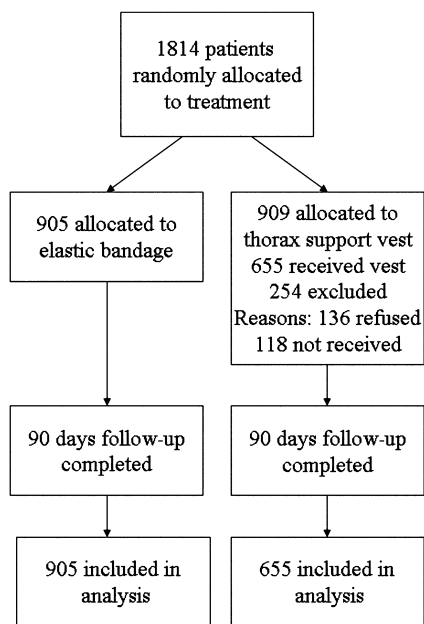 1814 patients
randomly allocated
to treatment
905 allocated to
elastic bandage
909 allocated to
thorax support vest
655 received vest
254 excluded
Reasons: 136 refused
118 not received
90 days follow-up
completed
90 days follow-up
completed
905 included in
analysis
655 included in
analysis